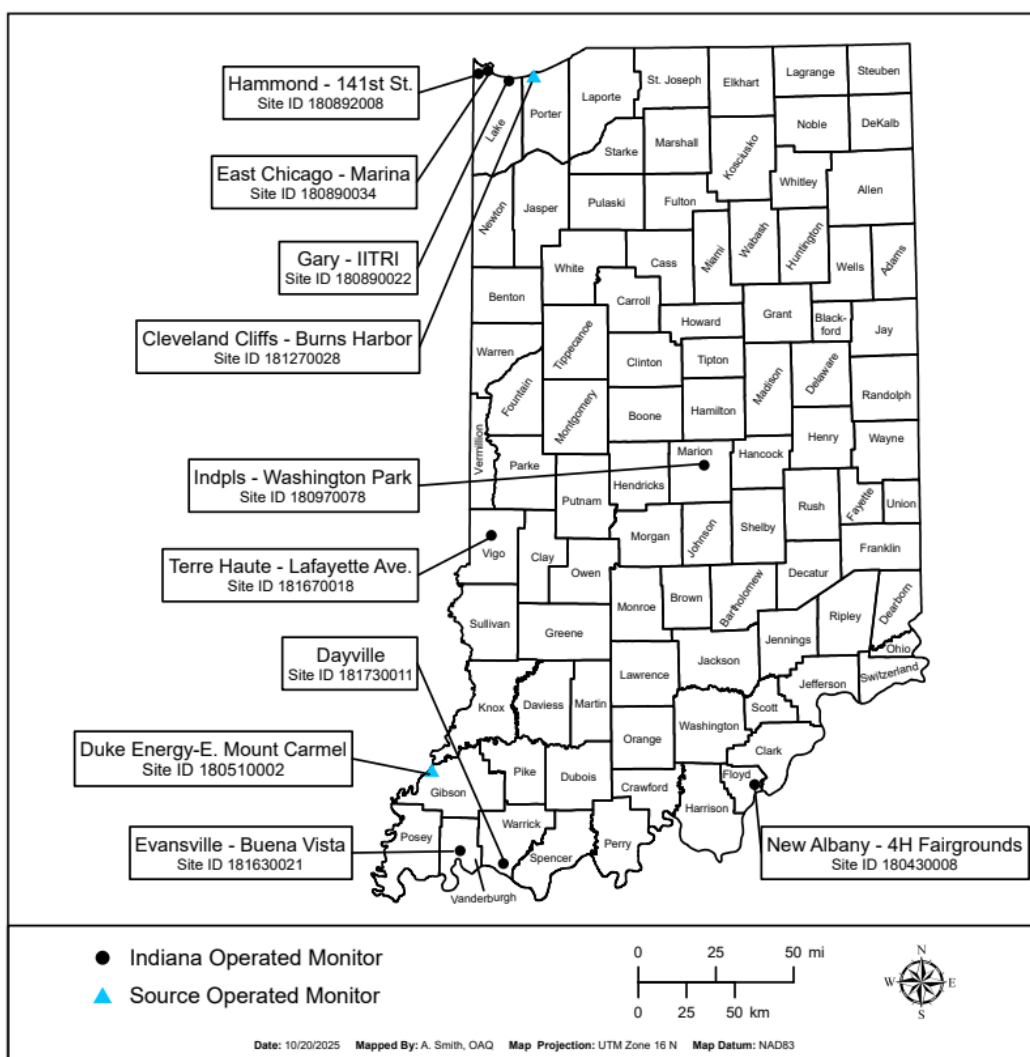 Hammond - 141st St.
Site ID 180892008
East Chicago - Marina
Site ID 180890034
Gary - IITRI
Site ID 180890022
Cleveland Cliffs - Burns Harbor
Site ID 181270028
Indpls - Washington Park
Site ID 180970078
Terre Haute - Lafayette Ave.
Site ID 181670018
Dayville
Site ID 181730011
Duke Energy-E. Mount Carmel
Site ID 180510002
Evansville - Buena Vista
Site ID 181630021
New Albany - 4H Fairgrounds
Site ID 180430008
Lake
Porter
Laporte
St. Joseph
Elkhart
Lagrange
Steuben
Noble
DeKalb
Starke
Marshall
Kosciusko
Whitley
Allen
Newton
Jasper
Pulaski
Fulton
Miami
Wabash
Huntington
Wells
Adams
White
Cass
Benton
Carroll
Howard
Grant
Black-
ford
Jay
Warren
Tippecanoe
Clinton
Tipton
Madison
Delaware
Randolph
Fountain
Montgomery
Boone
Hamilton
Henry
Wayne
Vermillion
Parke
Putnam
Hendricks
Marion
Hancock
Rush
Fayette
Union
Vigo
Clay
Owen
Morgan
Johnson
Shelby
Franklin
Decatur
Sullivan
Greene
Monroe
Brown
Bartholomew
Jennings
Ripley
Dearborn
Ohio
Switzerland
Jefferson
Knox
Daviess
Martin
Lawrence
Jackson
Scott
Washington
Orange
Clark
Floyd
Gibson
Pike
Dubois
Crawford
Harrison
Posey
Vanderburgh
Warrick
Spencer
Perry
Indiana Operated Monitor
Source Operated Monitor
0 25 50 mi
0 25 50 km
N
W E
S
Date: 10/20/2025 Mapped By: A. Smith, OAQ Map Projection: UTM Zone 16 N Map Datum: NAD83